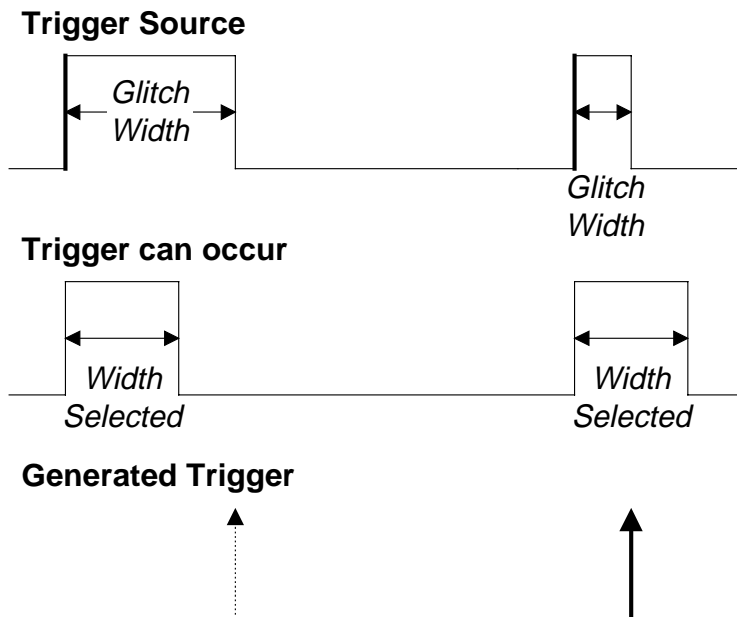 Trigger Source
Glitch
Width
Glitch
Width
Trigger can occur
Width
Selected
Width
Selected
Generated Trigger